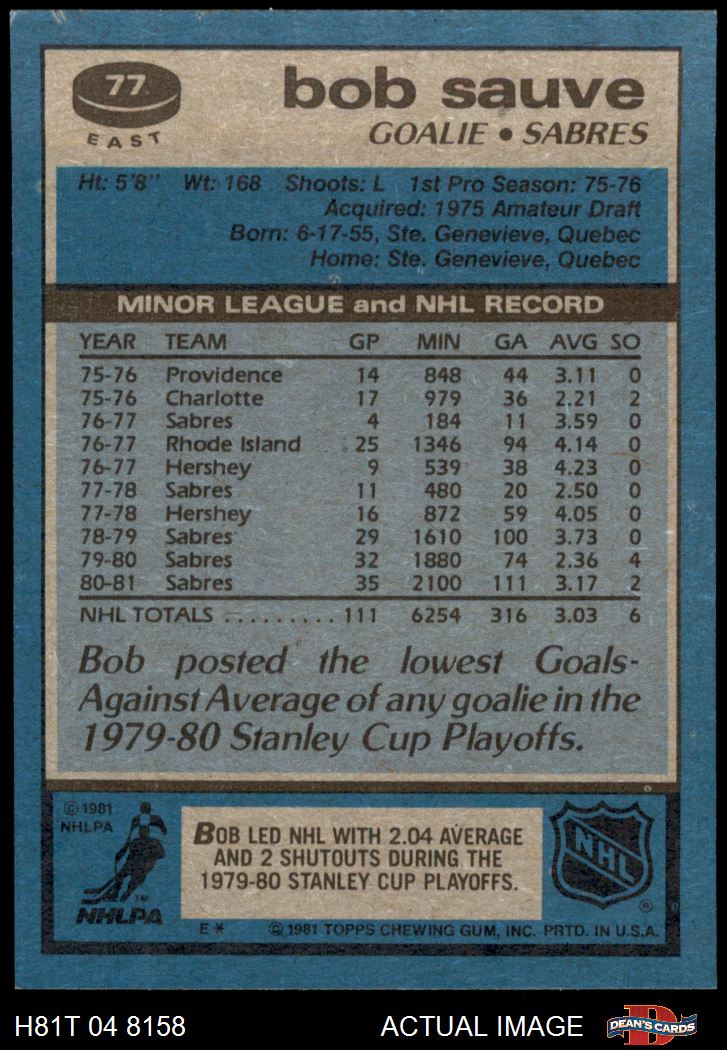 77
EAST
bob sauve
GOALIE • SABRES
Ht: 5'8" Wt: 168 Shoots: L 1st Pro Season: 75-76
Acquired: 1975 Amateur Draft
Born: 6-17-55, Ste. Genevieve, Quebec
Home: Ste. Genevieve, Quebec
MINOR LEAGUE and NHL RECORD
YEAR TEAM GP MIN GA AVG SO
75-76 Providence 14 848 44 3.11 0
75-76 Charlotte 17 979 36 2.21 2
76-77 Sabres 4 184 11 3.59 0
76-77 Rhode Island 25 1346 94 4.14 0
76-77 Hershey 9 539 38 4.23 0
77-78 Sabres 11 480 20 2.50 0
77-78 Hershey 16 872 59 4.05 0
78-79 Sabres 29 1610 100 3.73 0
79-80 Sabres 32 1880 74 2.36 4
80-81 Sabres 35 2100 111 3.17 2
NHL TOTALS ......... 111 6254 316 3.03 6
Bob posted the lowest Goals-
Against Average of any goalie in the
1979-80 Stanley Cup Playoffs.
© 1981
NHLPA
TM
NHLPA
BOB LED NHL WITH 2.04 AVERAGE
AND 2 SHUTOUTS DURING THE
1979-80 STANLEY CUP PLAYOFFS.
NHL
®
E * © 1981 TOPPS CHEWING GUM, INC. PRTD. IN U.S.A.
H81T 04 8158 ACTUAL IMAGE DEAN'S CARDS